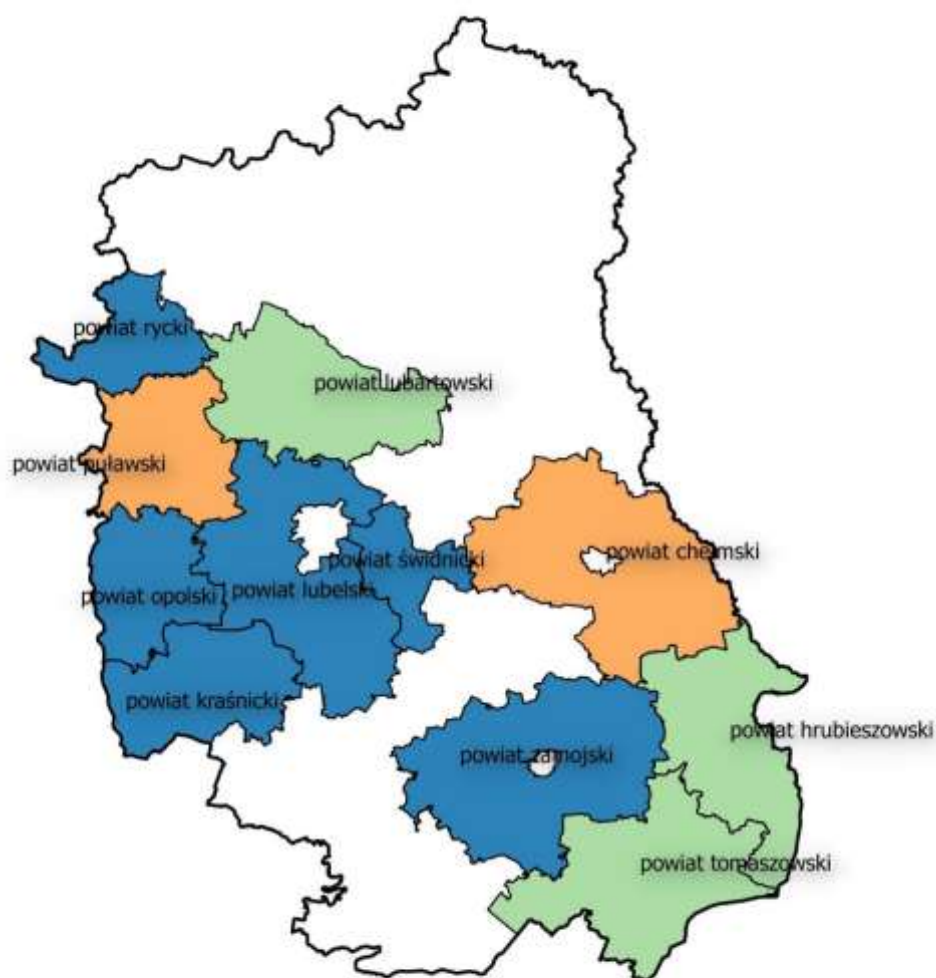 powiat rycki
powiat lubartowski
powiat puławski
powiat chełmski
powiat świdnicki
powiat lubelski
powiat opolski
powiat kraśnicki
powiat hrubieszowski
powiat zamojski
powiat tomaszowski